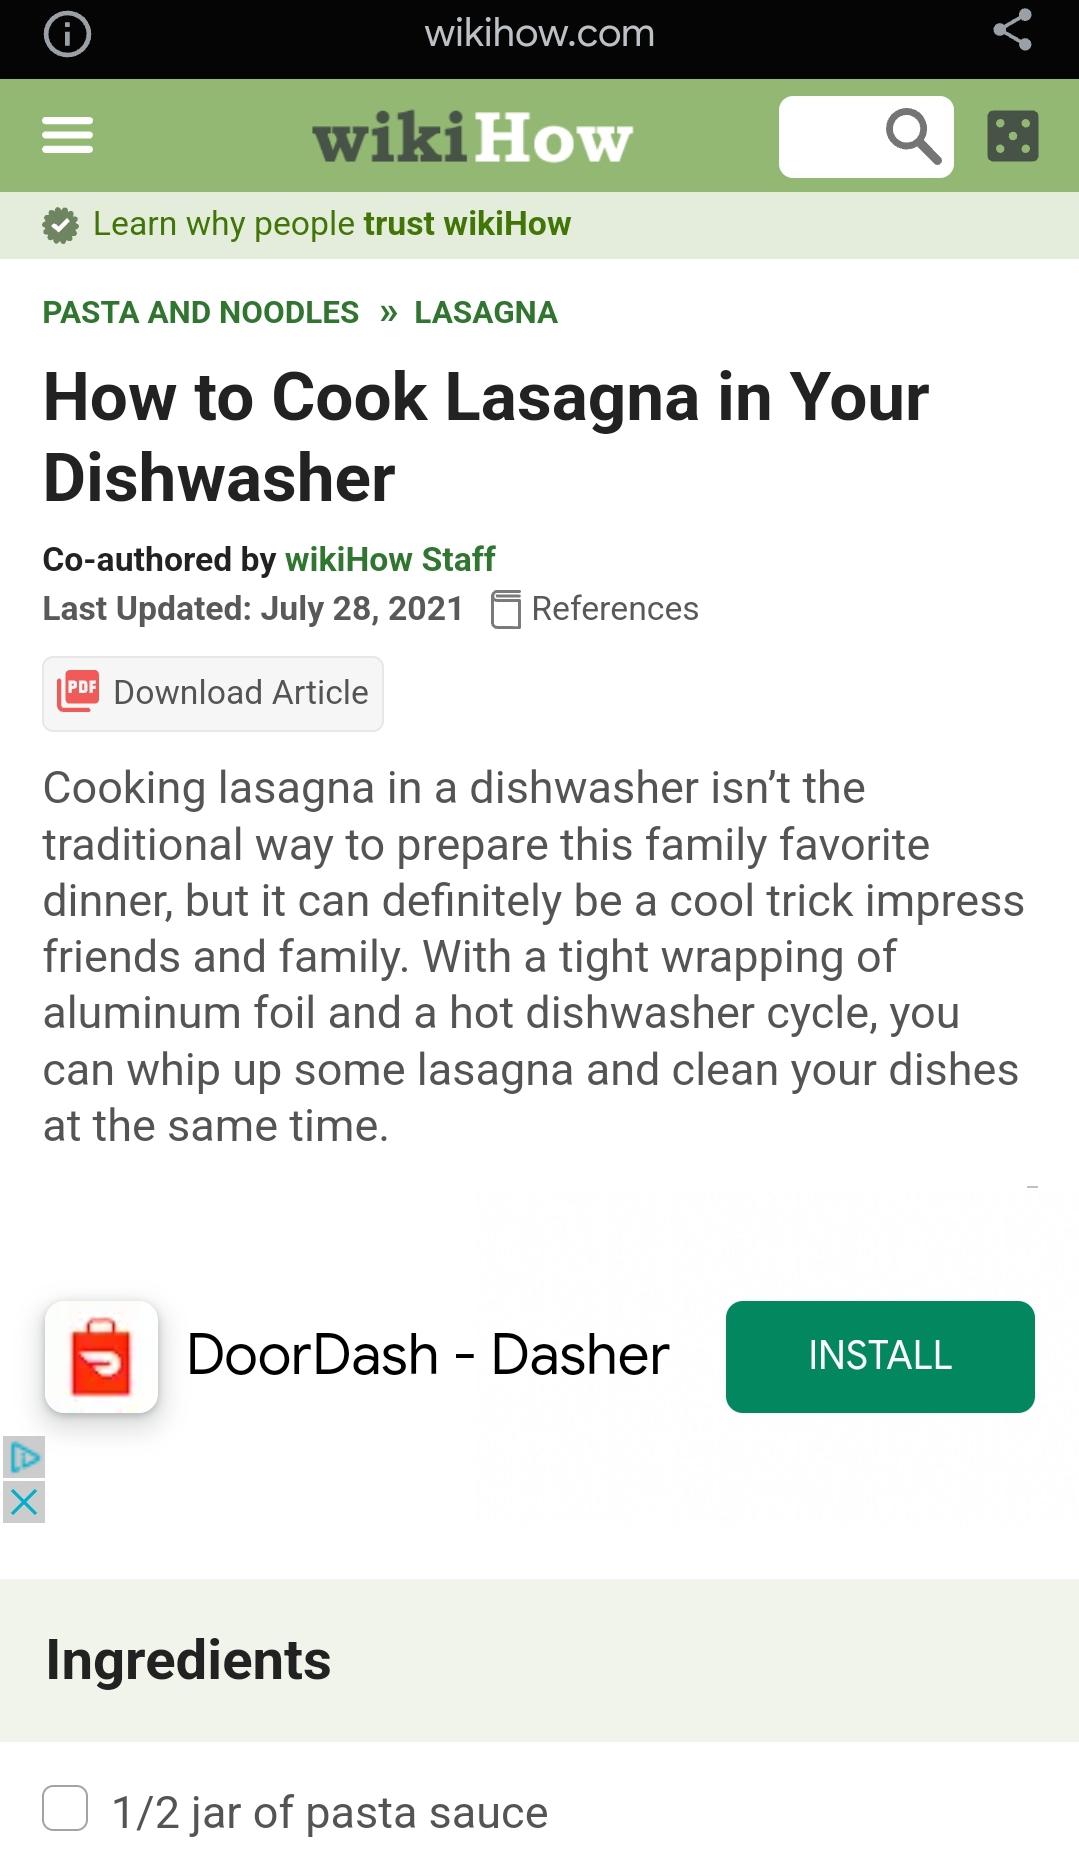 wikihow.com
wikiHow
Learn why people trust wikiHow
PASTA AND NOODLES » LASAGNA
How to Cook Lasagna in Your
Dishwasher
Co-authored by wikiHow Staff
Last Updated: July 28, 2021 References
PDF Download Article
Cooking lasagna in a dishwasher isn’t the
traditional way to prepare this family favorite
dinner, but it can definitely be a cool trick impress
friends and family. With a tight wrapping of
aluminum foil and a hot dishwasher cycle, you
can whip up some lasagna and clean your dishes
at the same time.
DoorDash - Dasher
INSTALL
Ingredients
1/2 jar of pasta sauce